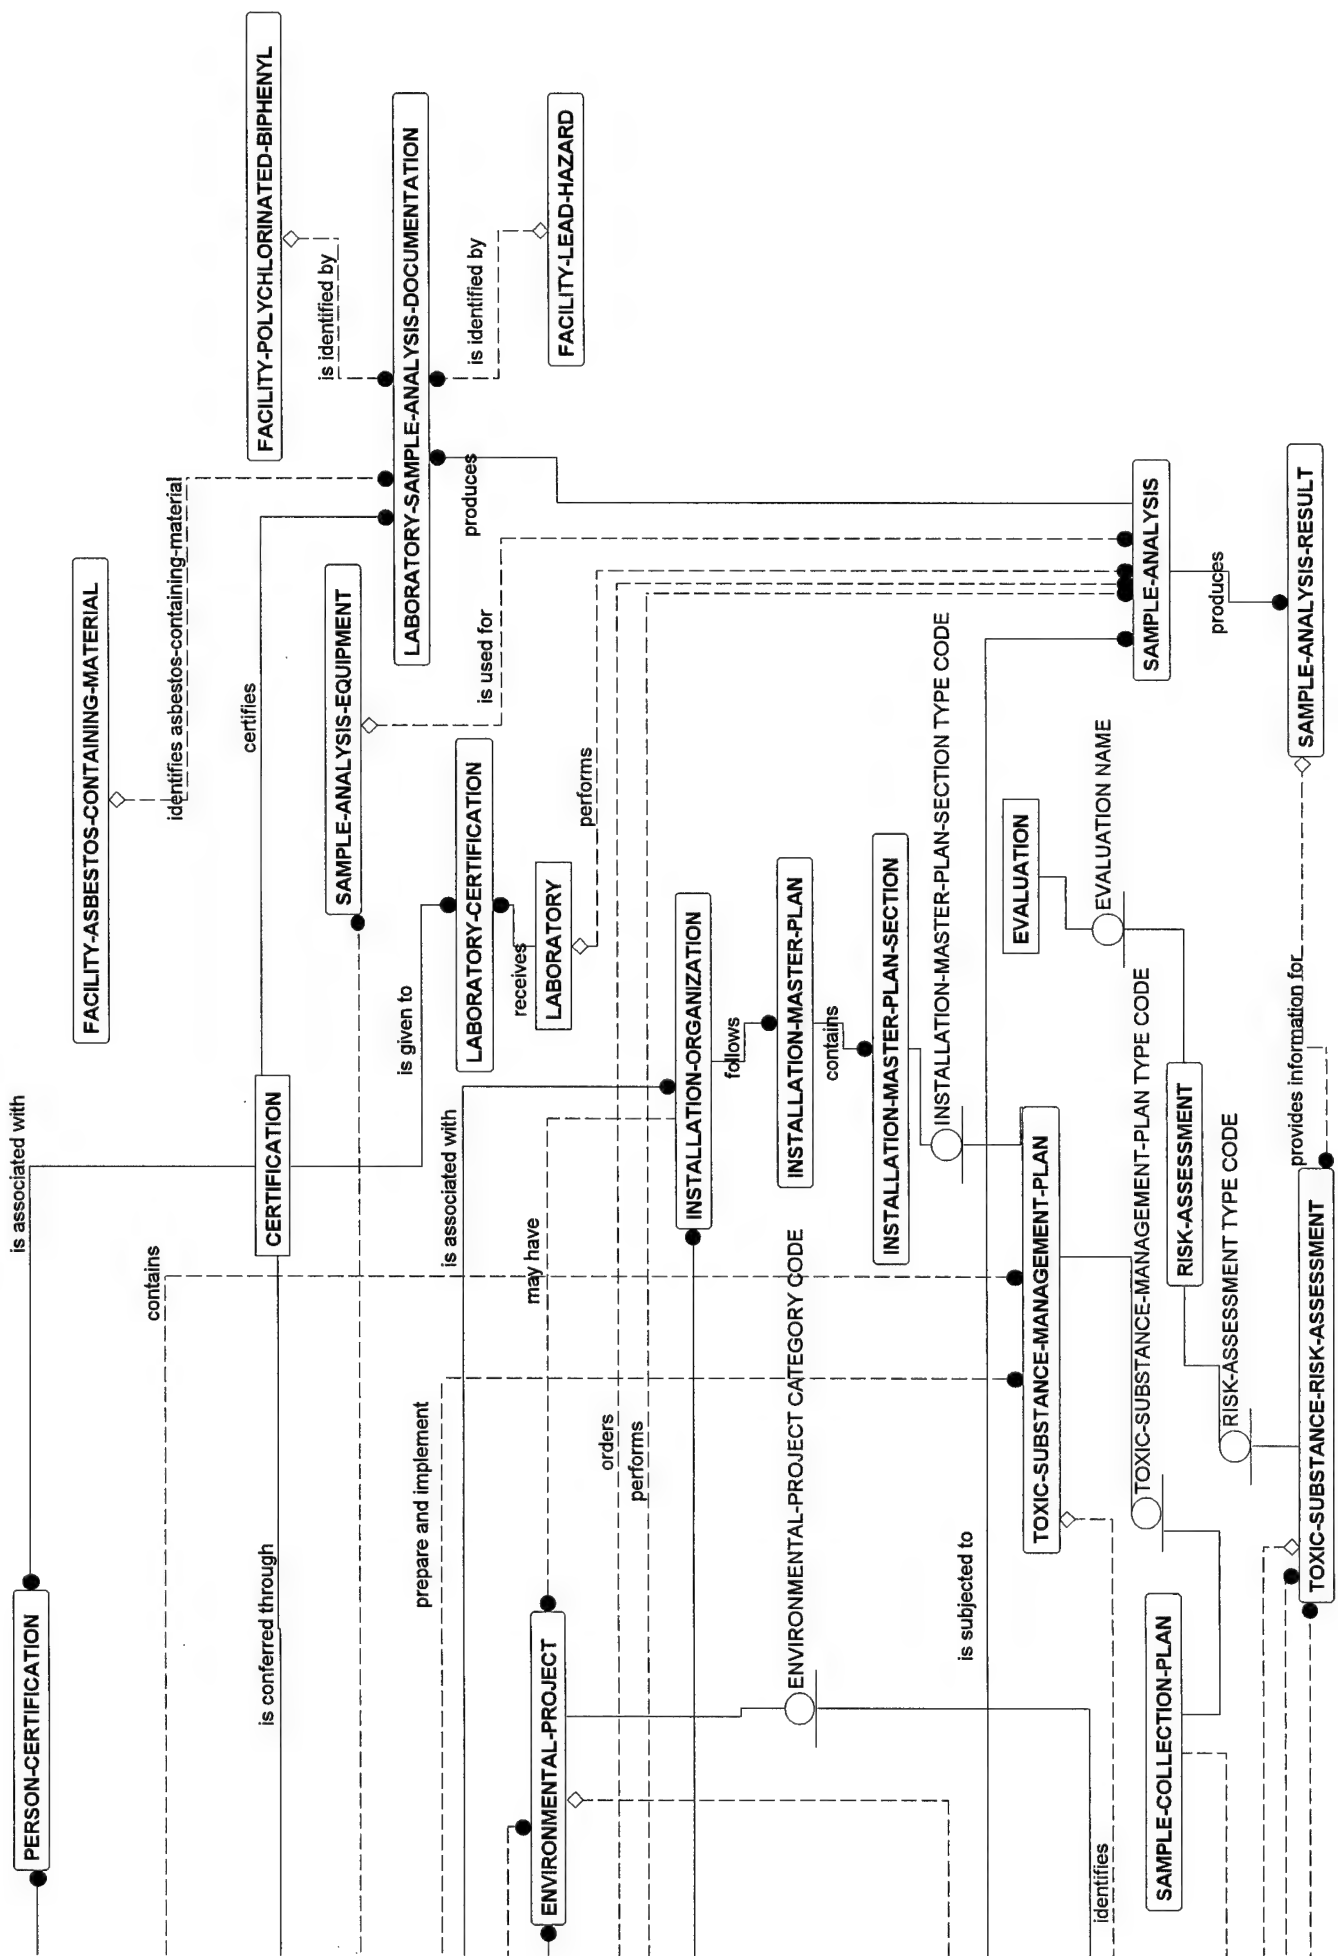 PERSON-CERTIFICATION
is associated with
FACILITY-ASBESTOS-CONTAINING-MATERIAL
contains
identifies asbestos-containing-material
CERTIFICATION
is conferred through
certifies
FACILITY-POLYCHLORINATED-BIPHENYL
is identified by
SAMPLE-ANALYSIS-EQUIPMENT
LABORATORY-SAMPLE-ANALYSIS-DOCUMENTATION
is given to
prepare and implement
is associated with
LABORATORY-CERTIFICATION
is used for
produces
is identified by
receives
LABORATORY
FACILITY-LEAD-HAZARD
ENVIRONMENTAL-PROJECT
may have
performs
orders
performs
INSTALLATION-ORGANIZATION
follows
INSTALLATION-MASTER-PLAN
ENVIRONMENTAL-PROJECT CATEGORY CODE
contains
INSTALLATION-MASTER-PLAN-SECTION
INSTALLATION-MASTER-PLAN-SECTION TYPE CODE
is subjected to
EVALUATION
TOXIC-SUBSTANCE-MANAGEMENT-PLAN
EVALUATION NAME
identifies
TOXIC-SUBSTANCE-MANAGEMENT-PLAN TYPE CODE
SAMPLE-ANALYSIS
SAMPLE-COLLECTION-PLAN
RISK-ASSESSMENT
produces
RISK-ASSESSMENT TYPE CODE
provides information for
SAMPLE-ANALYSIS-RESULT
TOXIC-SUBSTANCE-RISK-ASSESSMENT